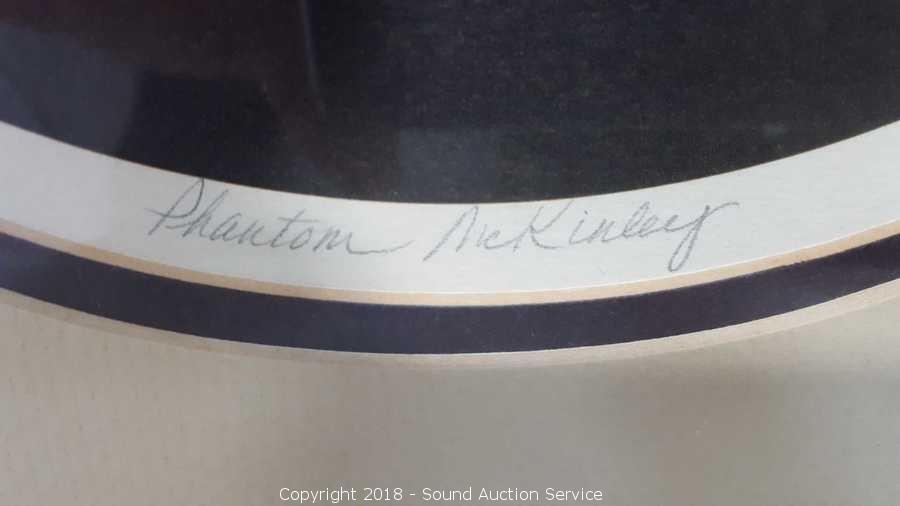 Phantom McKinley
Copyright 2018 - Sound Auction Service